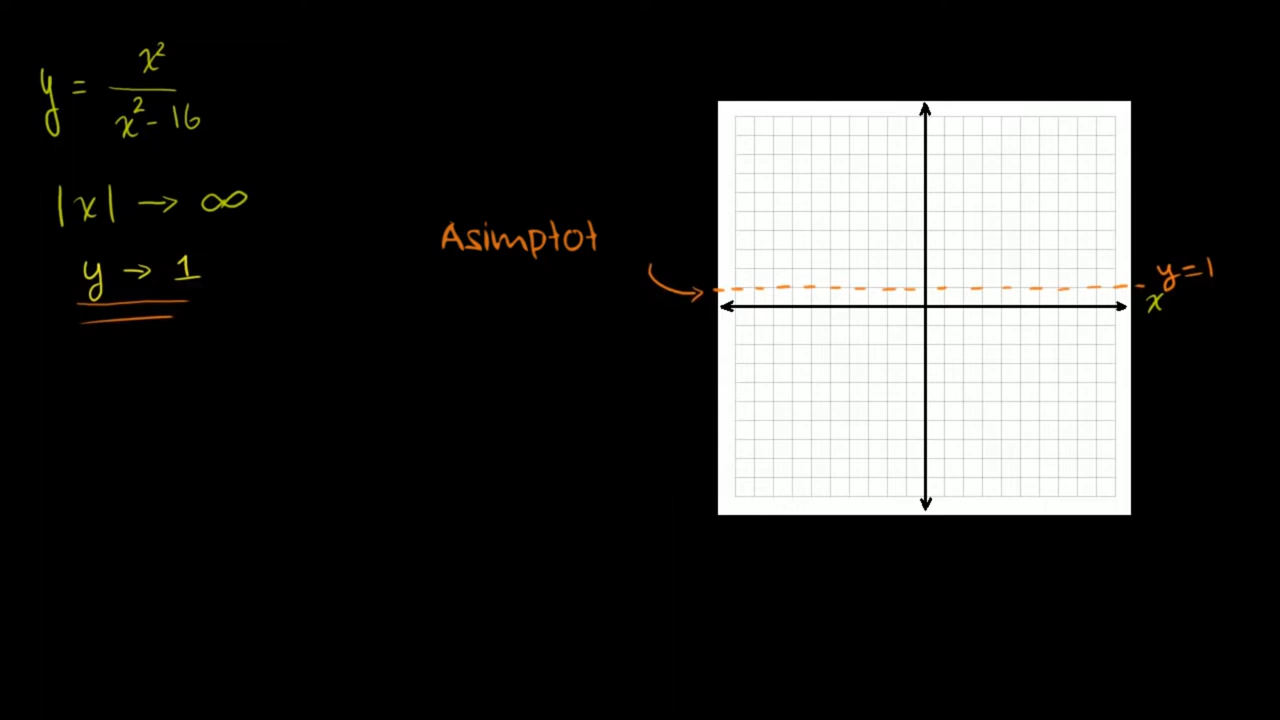 y = x² / (x² - 16)
|x| → ∞
y → 1
Asimptot
y = 1
x